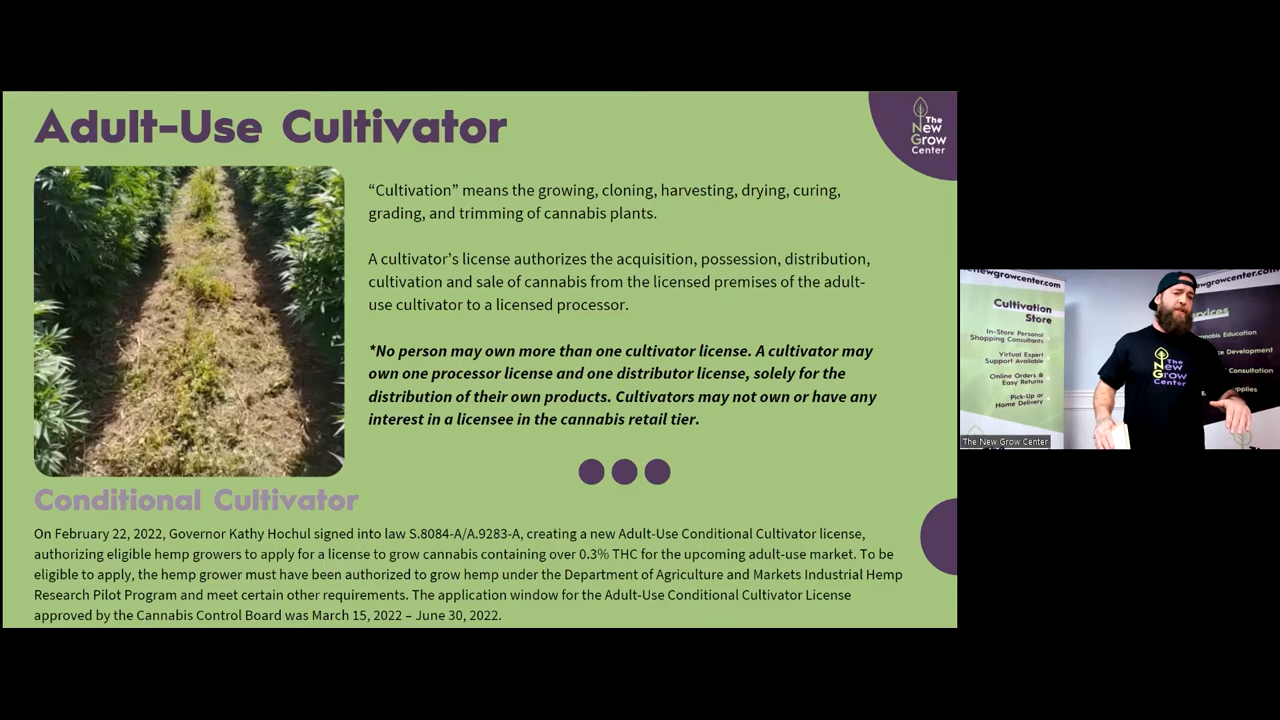 Adult-Use Cultivator
The
New
Grow
Center
“Cultivation” means the growing, cloning, harvesting, drying, curing,
grading, and trimming of cannabis plants.
A cultivator’s license authorizes the acquisition, possession, distribution,
cultivation and sale of cannabis from the licensed premises of the adult-
use cultivator to a licensed processor.
*No person may own more than one cultivator license. A cultivator may
own one processor license and one distributor license, solely for the
distribution of their own products. Cultivators may not own or have any
interest in a licensee in the cannabis retail tier.
Conditional Cultivator
On February 22, 2022, Governor Kathy Hochul signed into law S.8084-A/A.9283-A, creating a new Adult-Use Conditional Cultivator license,
authorizing eligible hemp growers to apply for a license to grow cannabis containing over 0.3% THC for the upcoming adult-use market. To be
eligible to apply, the hemp grower must have been authorized to grow hemp under the Department of Agriculture and Markets Industrial Hemp
Research Pilot Program and meet certain other requirements. The application window for the Adult-Use Conditional Cultivator License
approved by the Cannabis Control Board was March 15, 2022 – June 30, 2022.
Cultivation
Store
In-Store Personal
Shopping Consultants
Virtual Expert
Support Available
Online Orders &
Easy Returns
Pick-Up or
Home Delivery
The New Grow Center
The
New
Grow
Center
Education
Development
Consultation